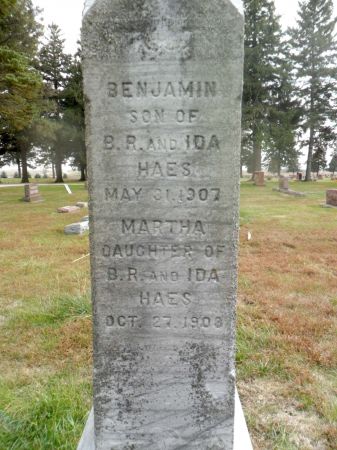 BENJAMIN
SON OF
B.R. AND IDA
HAES
MAY 31, 1907
MARTHA
DAUGHTER OF
B.R. AND IDA
HAES
OCT. 27, 1908